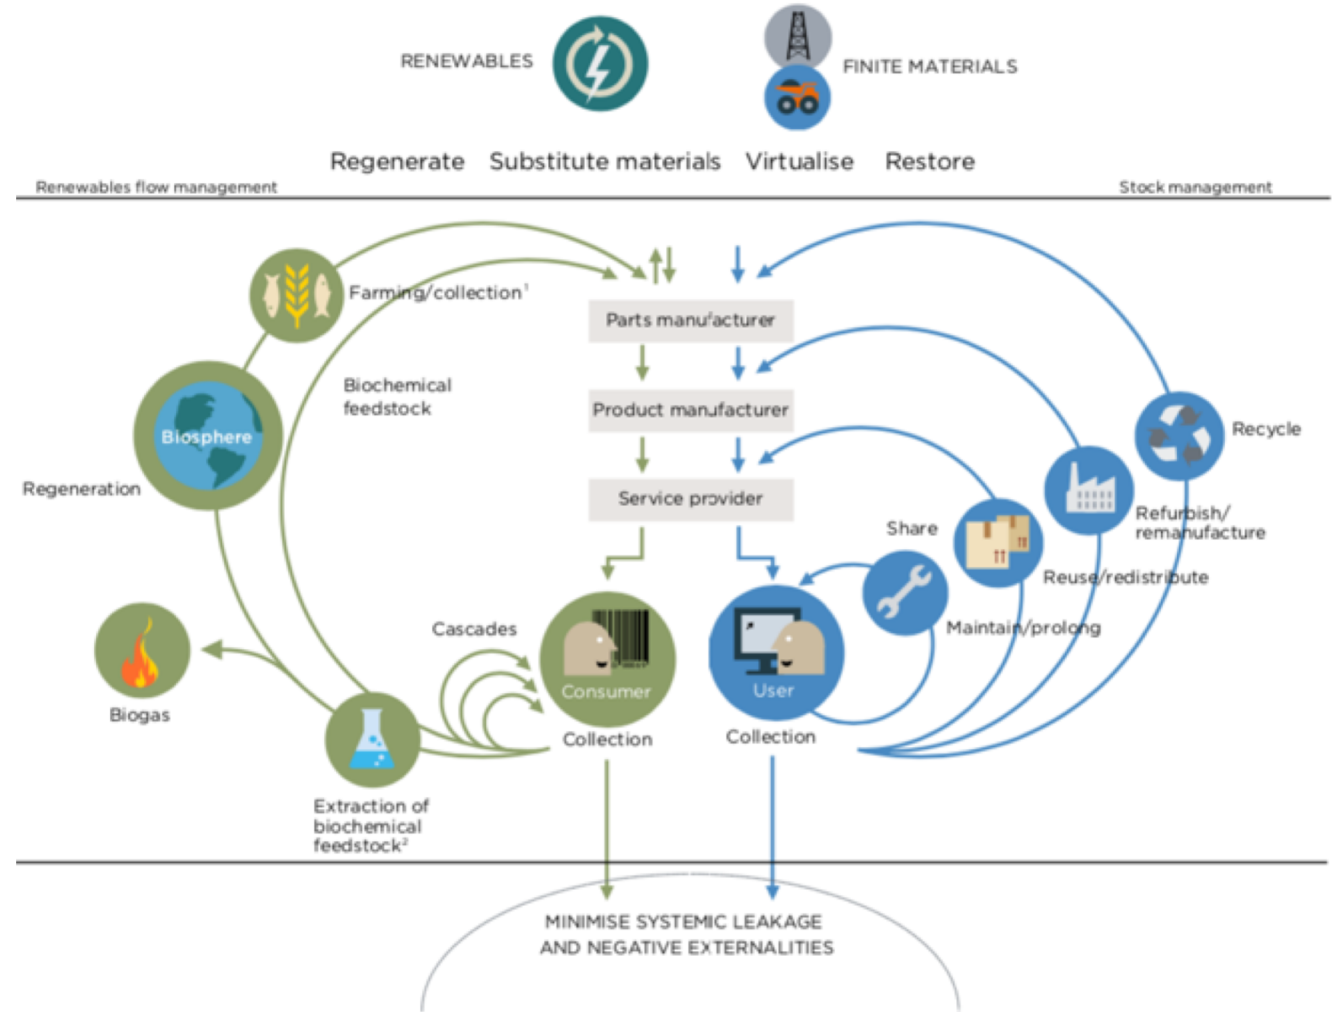 RENEWABLES
FINITE MATERIALS
Regenerate Substitute materials Virtualise Restore
Renewables flow management
Stock management
Farming/collection¹
Parts manufacturer
Biochemical
feedstock
Product manufacturer
Biosphere
Recycle
Regeneration
Service provider
Share
Refurbish/
remanufacture
Reuse/redistribute
Cascades
Maintain/prolong
Consumer
User
Biogas
Collection
Collection
Extraction of
biochemical
feedstock²
MINIMISE SYSTEMIC LEAKAGE
AND NEGATIVE EXTERNALITIES